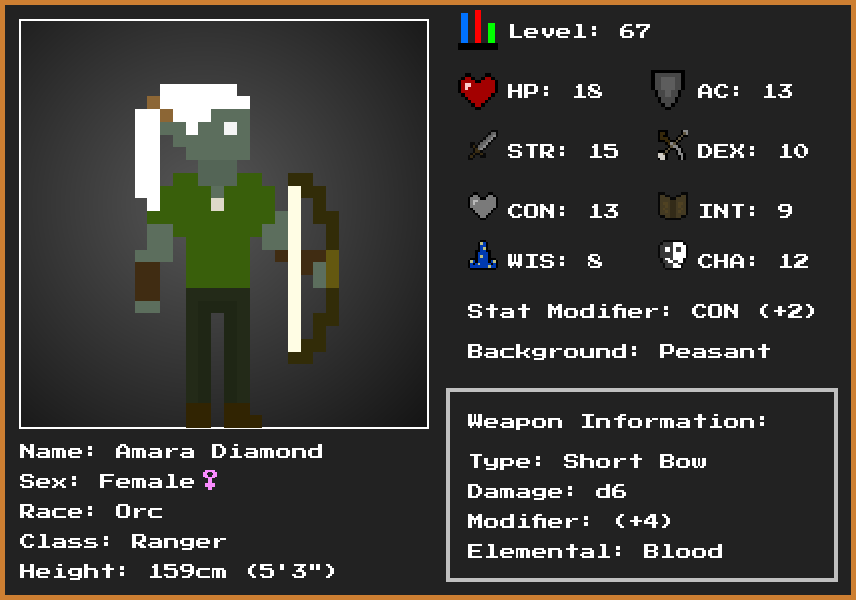 Level: 67
HP: 18 AC: 13
STR: 15 DEX: 10
CON: 13 INT: 9
WIS: 8 CHA: 12
Stat Modifier: CON (+2)
Background: Peasant
Weapon Information:
Type: Short Bow
Damage: d6
Modifier: (+4)
Elemental: Blood
Name: Amara Diamond
Sex: Female♀
Race: Orc
Class: Ranger
Height: 159cm (5'3")